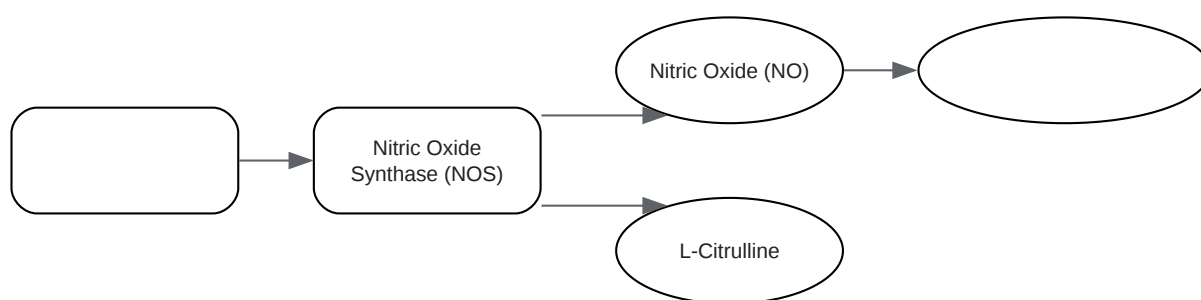 Nitric Oxide (NO)
Nitric Oxide
Synthase (NOS)
L-Citrulline